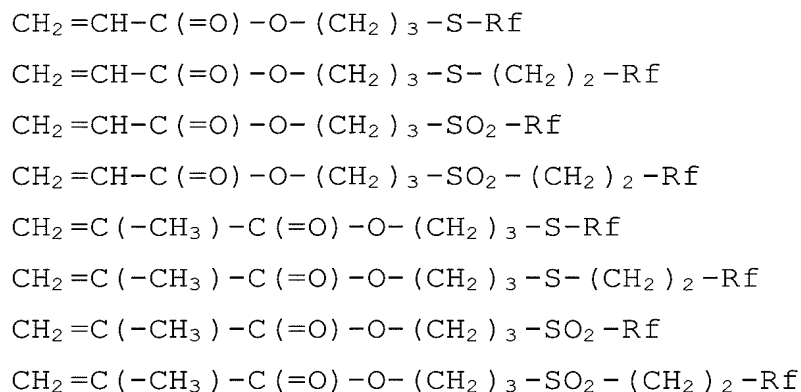 CH₂=CH-C(=O)-O-(CH₂)₃-S-Rf
CH₂=CH-C(=O)-O-(CH₂)₃-S-(CH₂)₂-Rf
CH₂=CH-C(=O)-O-(CH₂)₃-SO₂-Rf
CH₂=CH-C(=O)-O-(CH₂)₃-SO₂-(CH₂)₂-Rf
CH₂=C(-CH₃)-C(=O)-O-(CH₂)₃-S-Rf
CH₂=C(-CH₃)-C(=O)-O-(CH₂)₃-S-(CH₂)₂-Rf
CH₂=C(-CH₃)-C(=O)-O-(CH₂)₃-SO₂-Rf
CH₂=C(-CH₃)-C(=O)-O-(CH₂)₃-SO₂-(CH₂)₂-Rf